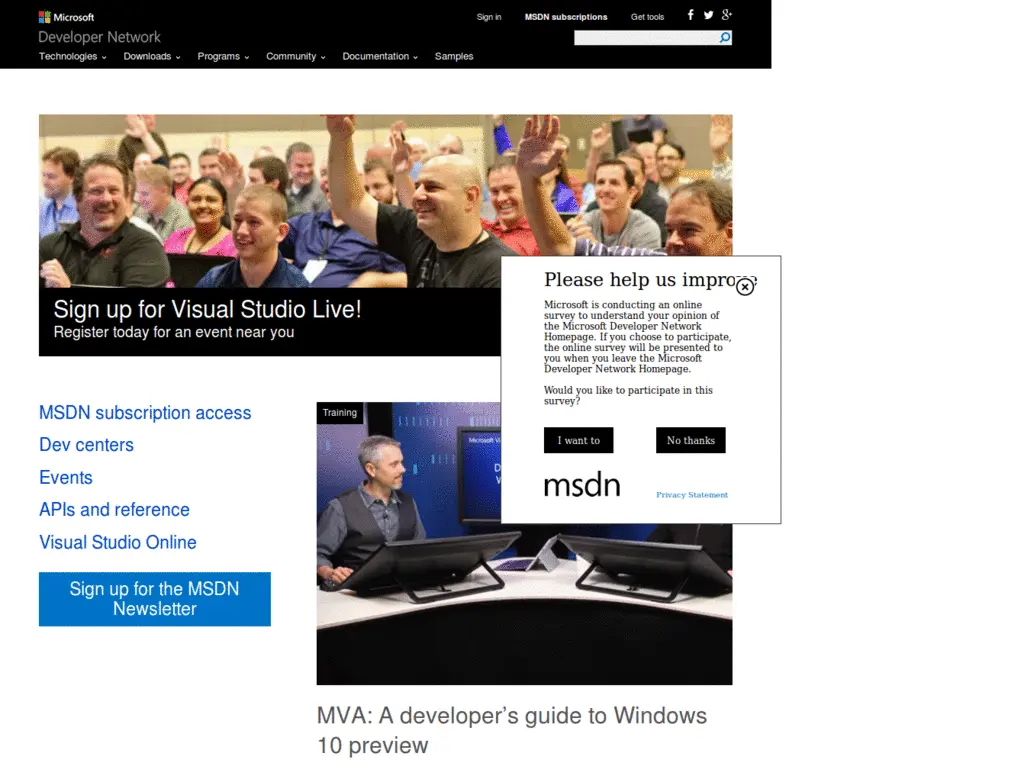 Microsoft
Sign in
MSDN subscriptions
Get tools
Developer Network
Technologies
Downloads
Programs
Community
Documentation
Samples
Sign up for Visual Studio Live!
Register today for an event near you
Please help us improve
Microsoft is conducting an online
survey to understand your opinion of
the Microsoft Developer Network
Homepage. If you choose to participate,
the online survey will be presented to
you when you leave the Microsoft
Developer Network Homepage.
Would you like to participate in this
survey?
I want to
No thanks
msdn
Privacy Statement
MSDN subscription access
Dev centers
Events
APIs and reference
Visual Studio Online
Sign up for the MSDN
Newsletter
Training
Microsoft
MVA: A developer's guide to Windows
10 preview